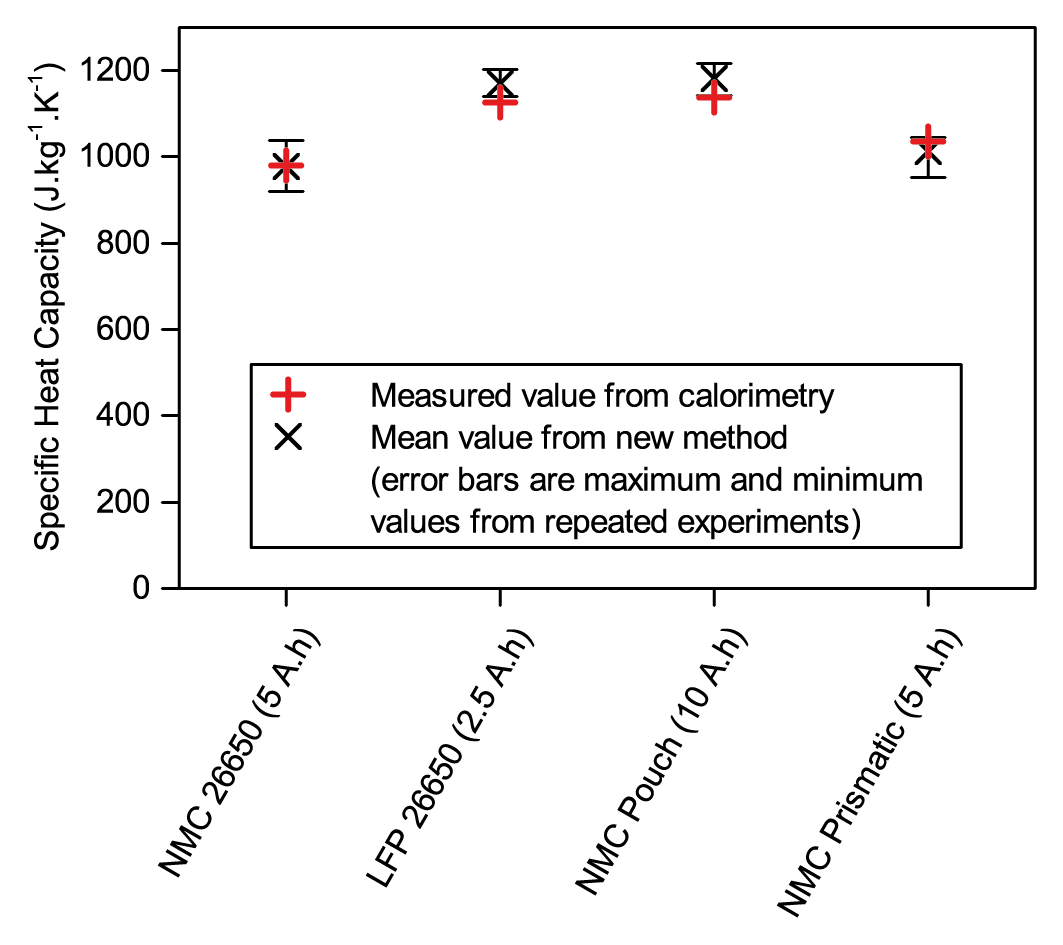 Specific Heat Capacity (J.kg⁻¹.K⁻¹)
1200
1000
800
600
400
200
0
Measured value from calorimetry
Mean value from new method
(error bars are maximum and minimum
values from repeated experiments)
NMC 26650 (5 A.h)
LFP 26650 (2.5 A.h)
NMC Pouch (10 A.h)
NMC Prismatic (5 A.h)